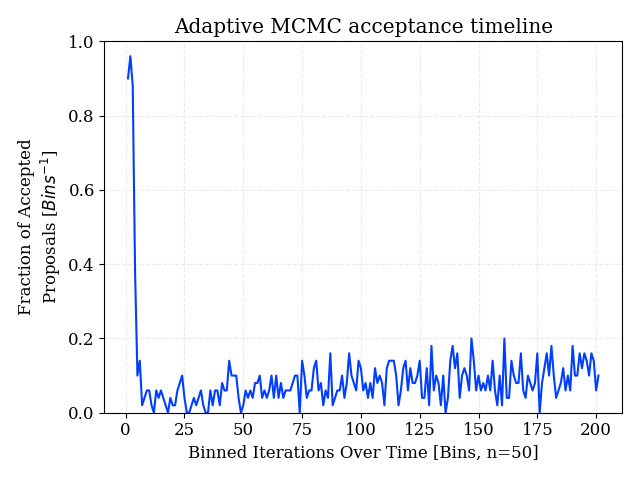 Adaptive MCMC acceptance timeline
Fraction of Accepted
Proposals [Bins⁻¹]
1.0
0.8
0.6
0.4
0.2
0.0
0 25 50 75 100 125 150 175 200
Binned Iterations Over Time [Bins, n=50]